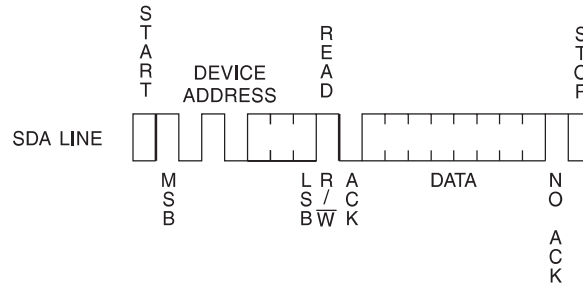 START
DEVICE
ADDRESS
READ
STOP
SDA LINE
MSB
LSB
R/W
ACK
DATA
NO ACK